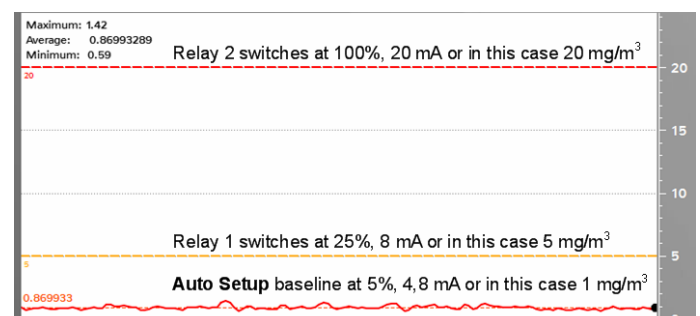 Maximum: 1.42
Average: 0.86993289
Minimum: 0.59
Relay 2 switches at 100%, 20 mA or in this case 20 mg/m³
20
20
15
10
Relay 1 switches at 25%, 8 mA or in this case 5 mg/m³
5
5
Auto Setup baseline at 5%, 4,8 mA or in this case 1 mg/m³
0.869933